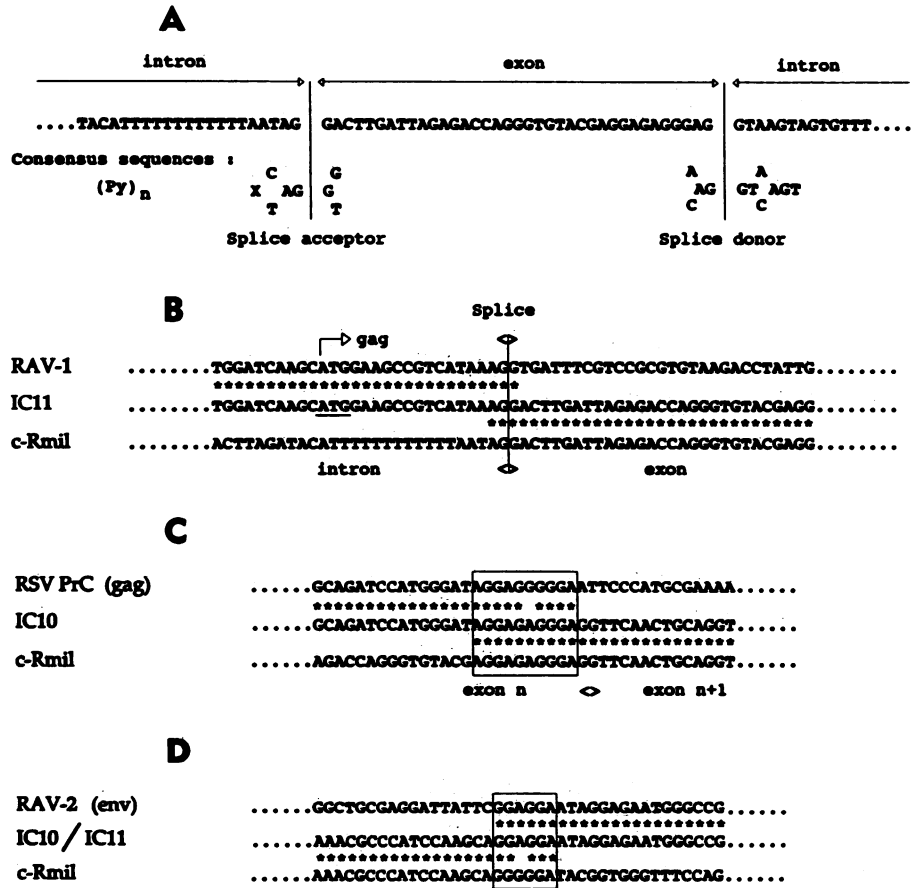 A
intron exon intron
....TACATTTTTTTTTTTTTAATAG GACTTGATTAGAGACCAGGGTGTACGAGGAGAGGGAG GTAAGTAGTGTTT....
Consensus sequences :
C G A A
(Py)n X AG G AG GT AGT
T T C C
Splice acceptor Splice donor
B
Splice
gag
RAV-1 ........TGGATCAAGCATGGAAGCCGTCATAAAGGTGATTTCGTCCGCGTGTAAGACCTATTG........
*************************
IC11 ........TGGATCAAGCATGGAAGCCGTCATAAAGGACTTGATTAGAGACCAGGGTGTACGAGG........
***************************
c-Rmil ........ACTTAGATACATTTTTTTTTTTTTAATAGGACTTGATTAGAGACCAGGGTGTACGAGG........
intron exon
C
RSV PrC (gag) ......GCAGATCCATGGGATAGGAGGGGGAATTCCCATGCGAAAA......
****************** ****
IC10 ......GCAGATCCATGGGATAGGAGAGGGAGGTTCAACTGCAGGT......
************************
c-Rmil ......AGACCAGGGTGTACGAGGAGAGGGAGGTTCAACTGCAGGT......
exon n exon n+1
D
RAV-2 (env) ......GGCTGCGAGGATTATTCGGAGGAATAGGAGAATGGGCCG......
*********************
IC10/IC11 ......AAACGCCCATCCAAGCAGGAGGAATAGGAGAATGGGCCG......
****************** ***
c-Rmil ......AAACGCCCATCCAAGCAGGGGGATACGGTGGGTTTCCAG......